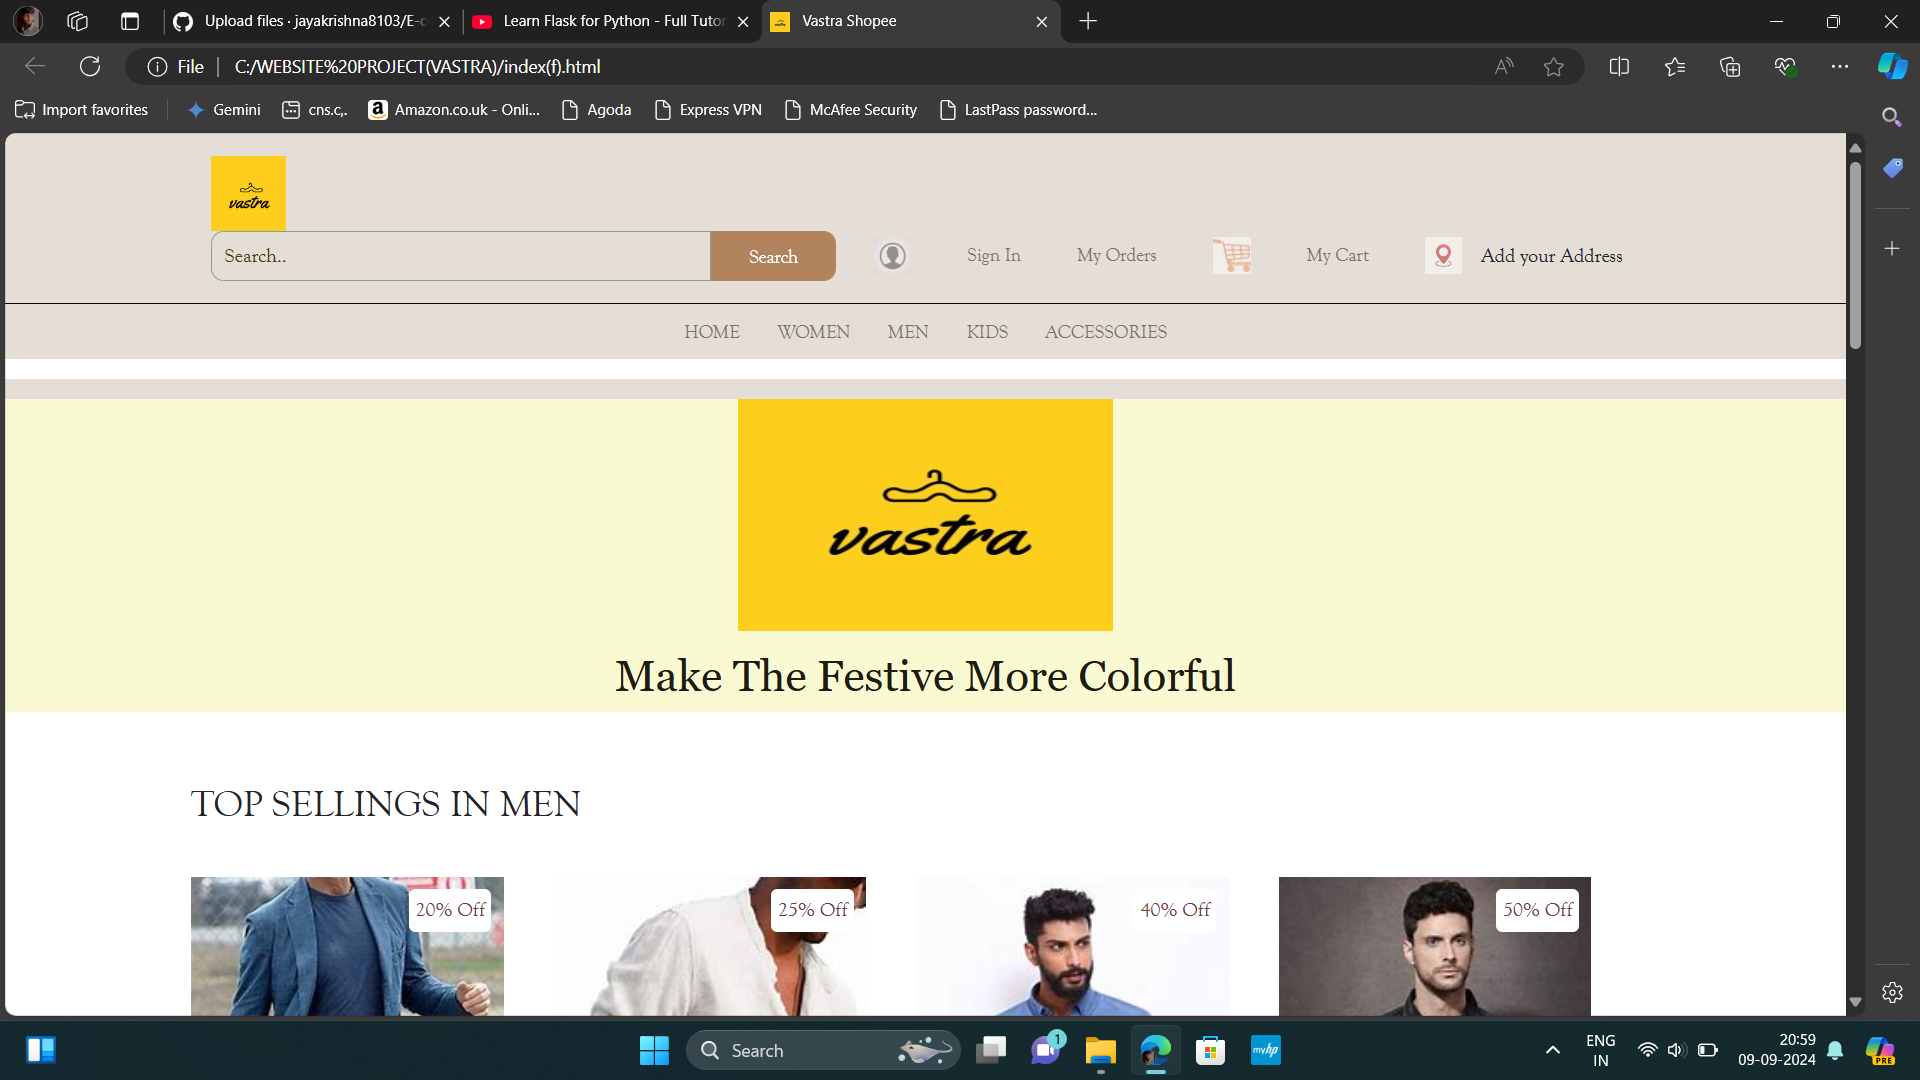 Upload files · jayakrishna8103/E-c
Learn Flask for Python - Full Tutor
Vastra Shopee
File
C:/WEBSITE%20PROJECT(VASTRA)/index(f).html
Import favorites
Gemini
cns.c,.
Amazon.co.uk - Onli...
Agoda
Express VPN
McAfee Security
LastPass password...
vastra
Search..
Search
Sign In
My Orders
My Cart
Add your Address
HOME
WOMEN
MEN
KIDS
ACCESSORIES
vastra
Make The Festive More Colorful
TOP SELLINGS IN MEN
20% Off
25% Off
40% Off
50% Off
Search
1
myhp
ENG
IN
20:59
09-09-2024
PRE